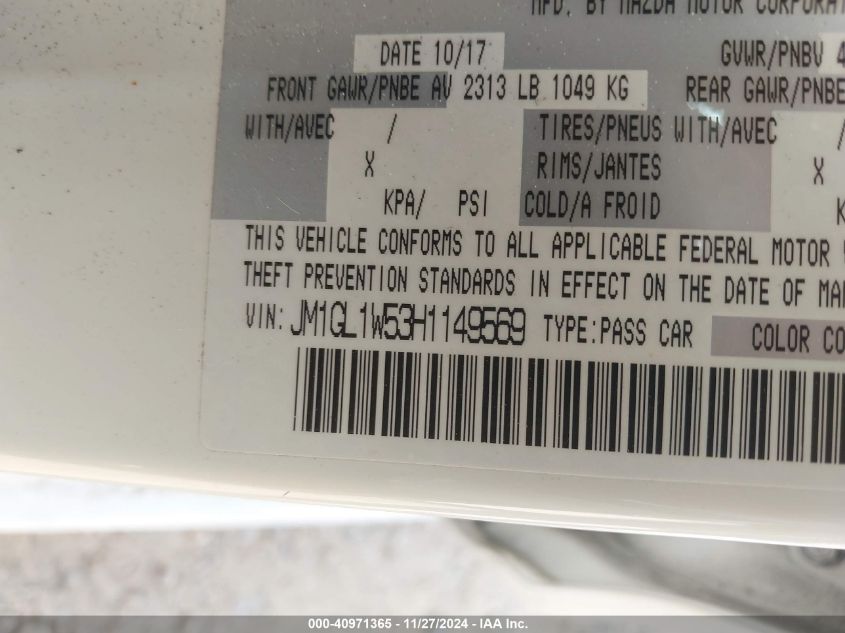 MFD. BY MAZDA MOTOR CORPORAT
DATE 10/17 GVWR/PNBV 4
FRONT GAWR/PNBE AV 2313 LB 1049 KG REAR GAWR/PNBE
WITH/AVEC / TIRES/PNEUS WITH/AVEC /
X RIMS/JANTES X
KPA/ PSI COLD/A FROID K
THIS VEHICLE CONFORMS TO ALL APPLICABLE FEDERAL MOTOR V
THEFT PREVENTION STANDARDS IN EFFECT ON THE DATE OF MA
VIN: JM1GL1W53H1149569 TYPE:PASS CAR COLOR CO
000-40971365 - 11/27/2024 - IAA Inc.